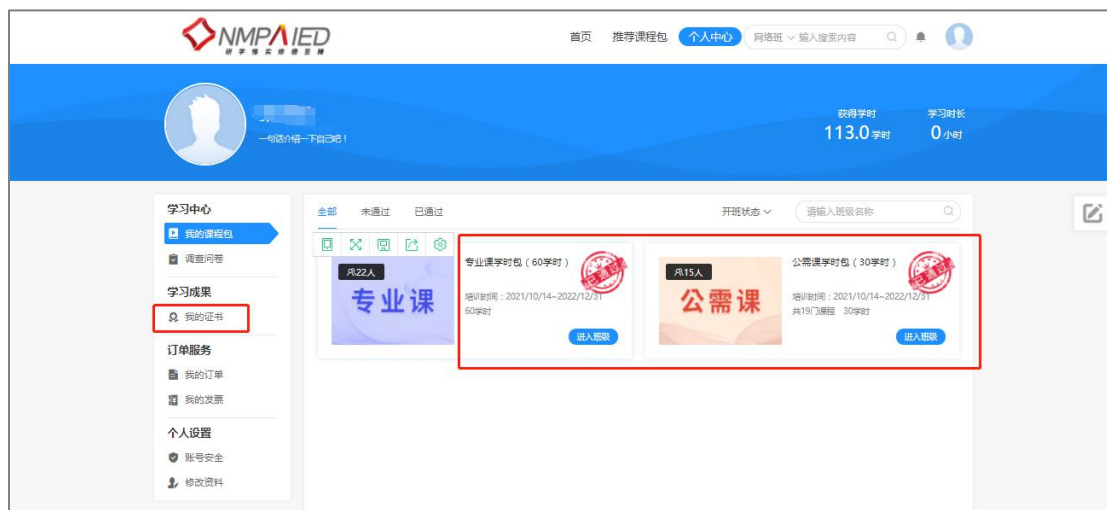 NMPAIED
研学惟实修德至臻
首页 推荐课程包 个人中心 网络班 输入搜索内容
一句话介绍一下自己吧！
获得学时 学习时长
113.0 学时 0 小时
学习中心
我的课程包
调查问卷
学习成果
我的证书
订单服务
我的订单
我的发票
个人设置
账号安全
修改资料
全部 未通过 已通过 开班状态 请输入班级名称
22人
专业课
专业课学时包（60学时）
已通过
培训时间：2021/10/14~2022/12/31
60学时
进入班级
15人
公需课
公需课学时包（30学时）
已通过
培训时间：2021/10/14~2022/12/31
共19门课程 30学时
进入班级